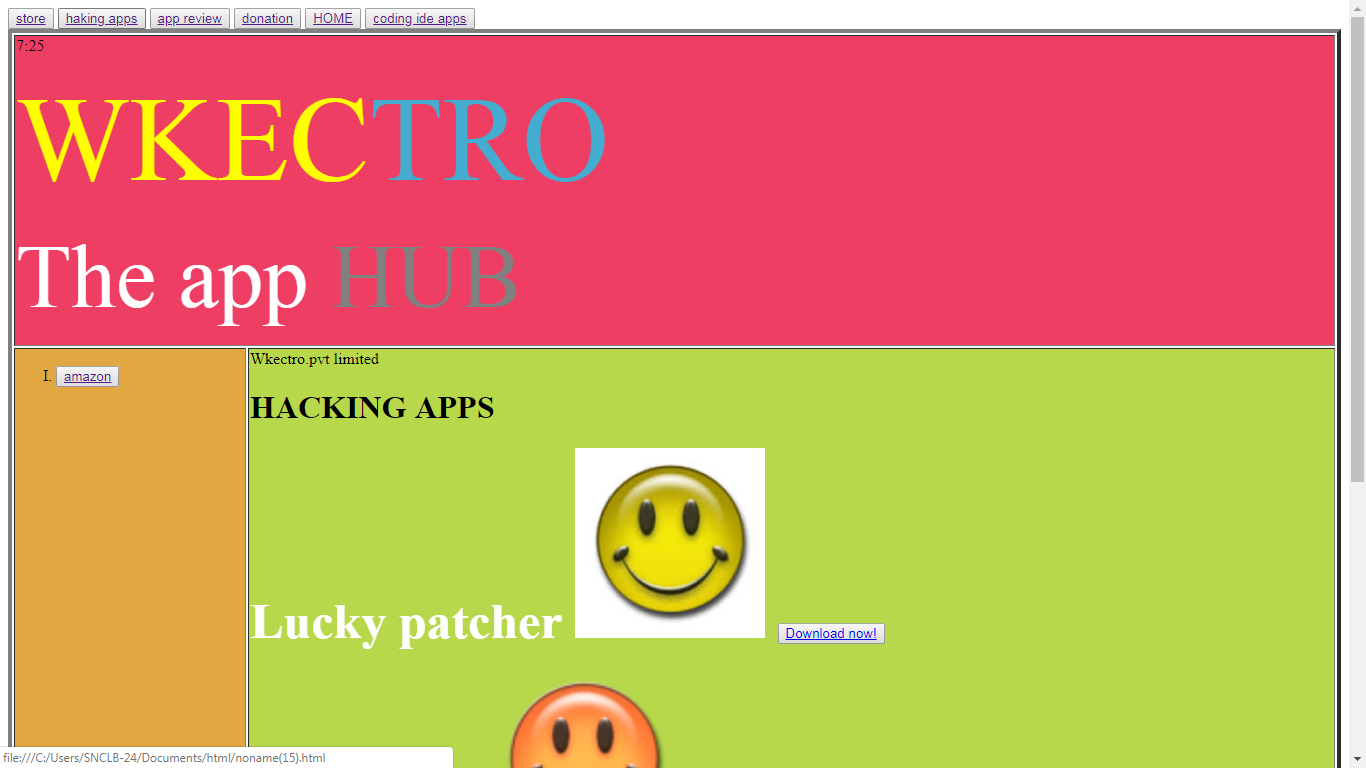 store haking apps app review donation HOME coding ide apps
7:25
WKECTRO
The app HUB
I. amazon
Wkectro.pvt limited
HACKING APPS
Lucky patcher Download now!
file:///C:/Users/SNCLB-24/Documents/html/noname(15).html